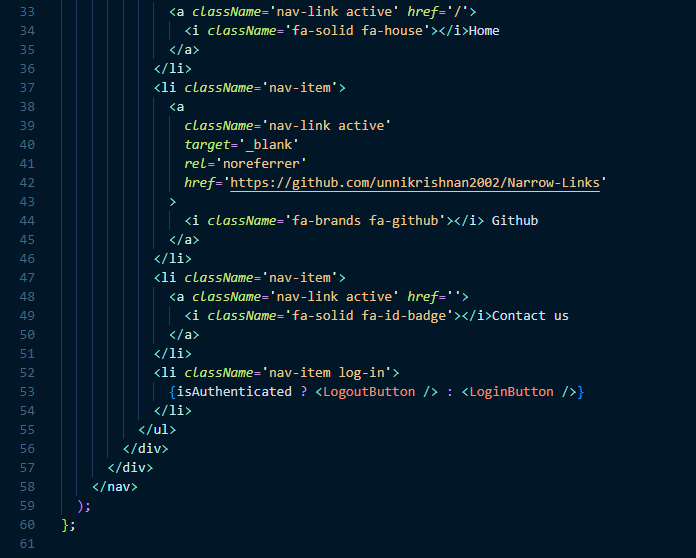 33 <a className='nav-link active' href='/'>
34 <i className='fa-solid fa-house'></i>Home
35 </a>
36 </li>
37 <li className='nav-item'>
38 <a
39 className='nav-link active'
40 target='_blank'
41 rel='noreferrer'
42 href='https://github.com/unnikrishnan2002/Narrow-Links'
43 >
44 <i className='fa-brands fa-github'></i> Github
45 </a>
46 </li>
47 <li className='nav-item'>
48 <a className='nav-link active' href=''>
49 <i className='fa-solid fa-id-badge'></i>Contact us
50 </a>
51 </li>
52 <li className='nav-item log-in'>
53 {isAuthenticated ? <LogoutButton /> : <LoginButton />}
54 </li>
55 </ul>
56 </div>
57 </div>
58 </nav>
59 );
60 };
61